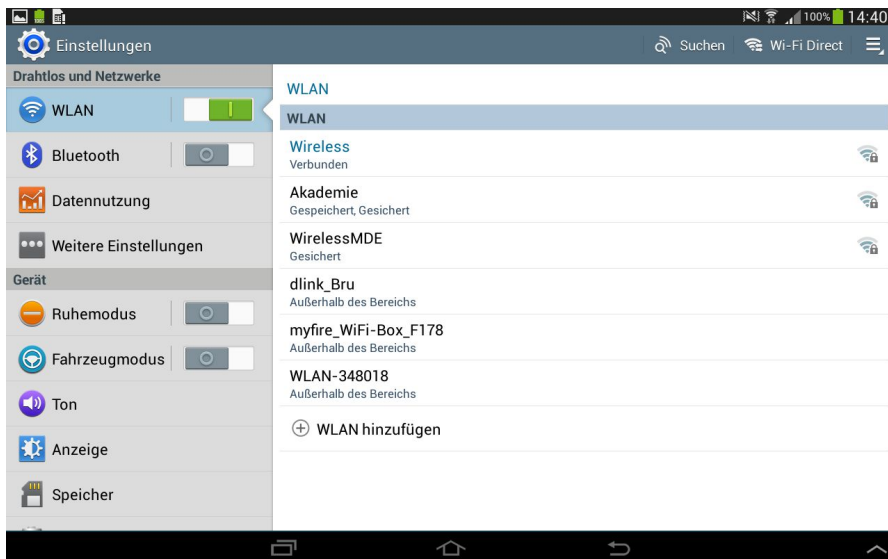 100% 14:40
Einstellungen
Suchen
Wi-Fi Direct
Drahtlos und Netzwerke
WLAN
Bluetooth
Datennutzung
Weitere Einstellungen
Gerät
Ruhemodus
Fahrzeugmodus
Ton
Anzeige
Speicher
WLAN
WLAN
Wireless
Verbunden
Akademie
Gespeichert, Gesichert
WirelessMDE
Gesichert
dlink_Bru
Außerhalb des Bereichs
myfire_WiFi-Box_F178
Außerhalb des Bereichs
WLAN-348018
Außerhalb des Bereichs
WLAN hinzufügen